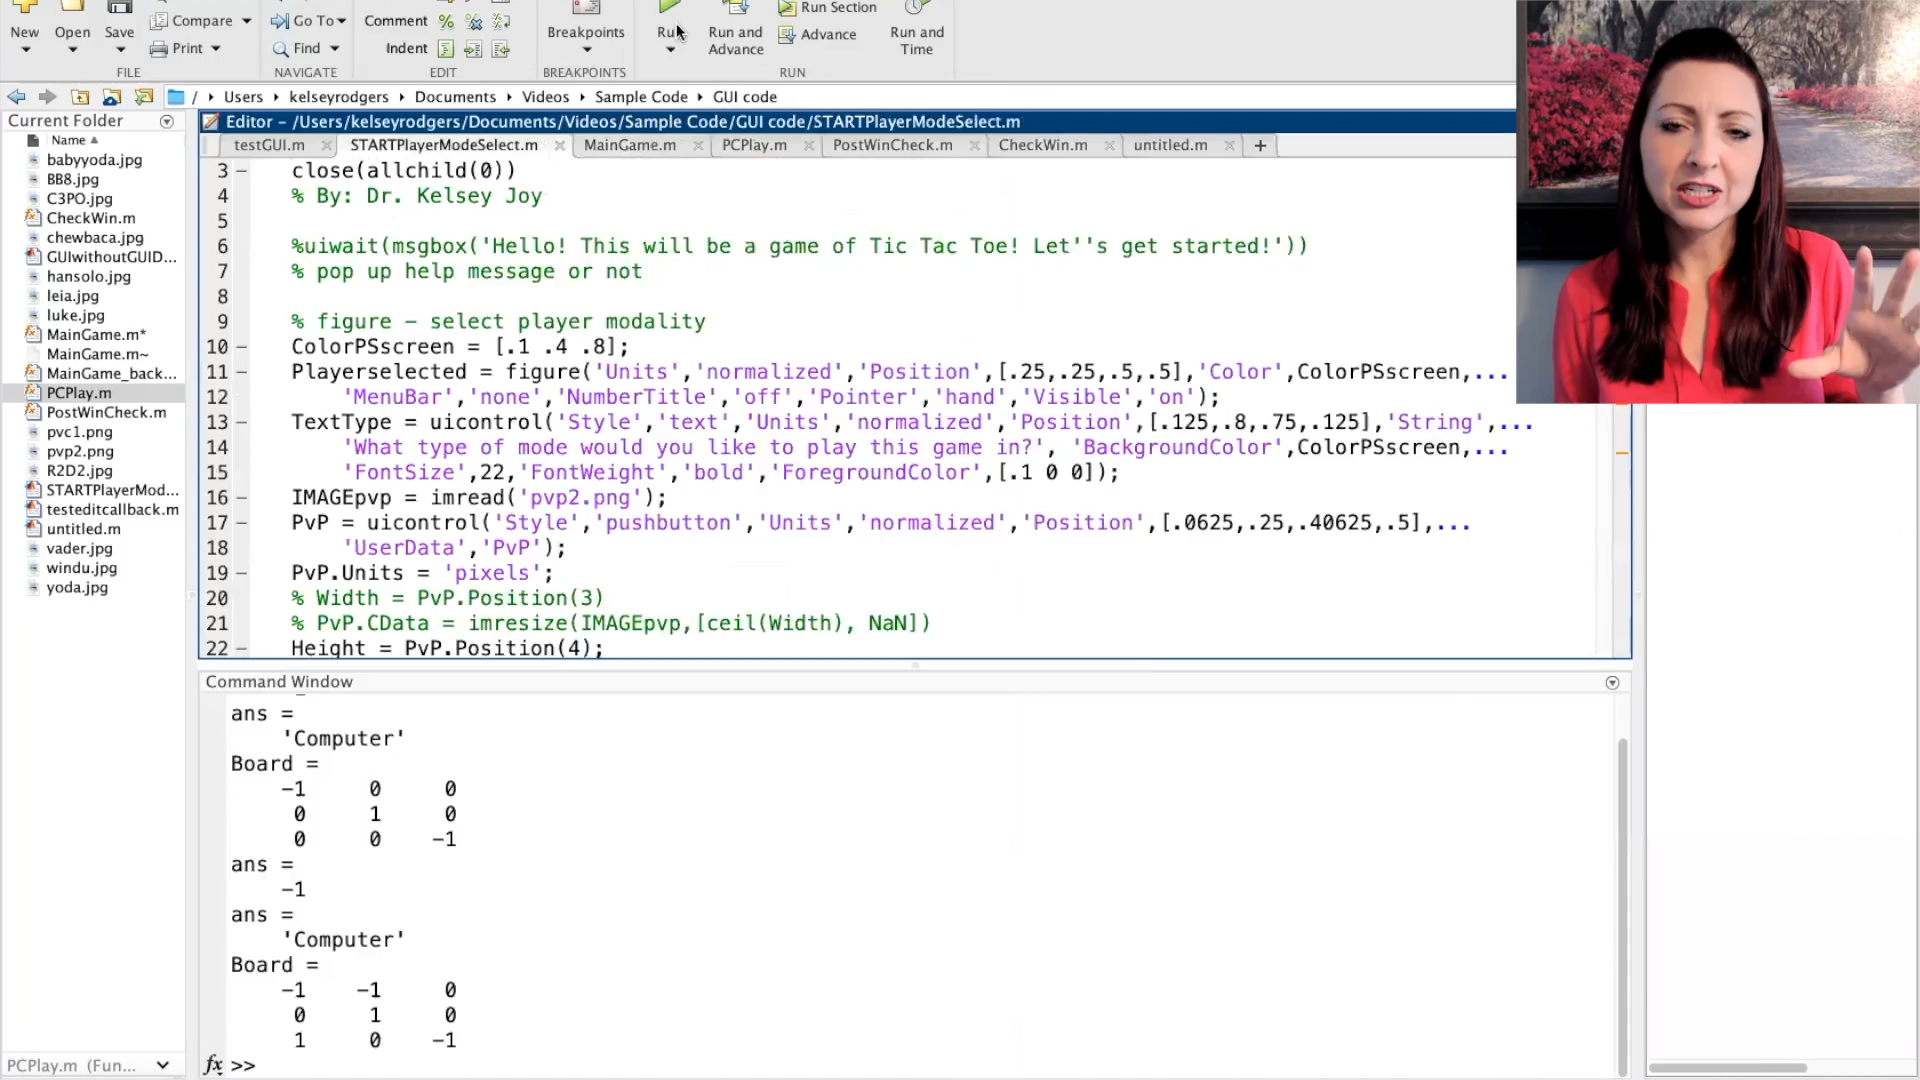 Compare
Go To
Comment
Run Section
New
Open
Save
Print
Find
Indent
Breakpoints
Run
Run and
Advance
Advance
Run and
Time
FILE
NAVIGATE
EDIT
BREAKPOINTS
RUN
/ Users kelseyrodgers Documents Videos Sample Code GUI code
Current Folder
Name
babyyoda.jpg
BB8.jpg
C3PO.jpg
CheckWin.m
chewbaca.jpg
GUIwithoutGUID...
hansolo.jpg
leia.jpg
luke.jpg
MainGame.m*
MainGame.m~
MainGame_back...
PCPlay.m
PostWinCheck.m
pvc1.png
pvp2.png
R2D2.jpg
STARTPlayerMod...
testeditcallback.m
untitled.m
vader.jpg
windu.jpg
yoda.jpg
PCPlay.m (Fun...
Editor - /Users/kelseyrodgers/Documents/Videos/Sample Code/GUI code/STARTPlayerModeSelect.m
testGUI.m STARTPlayerModeSelect.m MainGame.m PCPlay.m PostWinCheck.m CheckWin.m untitled.m +
3 – close(allchild(0))
4 % By: Dr. Kelsey Joy
5
6 %uiwait(msgbox('Hello! This will be a game of Tic Tac Toe! Let''s get started!'))
7 % pop up help message or not
8
9 % figure – select player modality
10 – ColorPSscreen = [.1 .4 .8];
11 – Playerselected = figure('Units','normalized','Position',[.25,.25,.5,.5],'Color',ColorPSscreen,...
12 'MenuBar','none','NumberTitle','off','Pointer','hand','Visible','on');
13 – TextType = uicontrol('Style','text','Units','normalized','Position',[.125,.8,.75,.125],'String',...
14 'What type of mode would you like to play this game in?', 'BackgroundColor',ColorPSscreen,...
15 'FontSize',22,'FontWeight','bold','ForegroundColor',[.1 0 0]);
16 – IMAGEpvp = imread('pvp2.png');
17 – PvP = uicontrol('Style','pushbutton','Units','normalized','Position',[.0625,.25,.40625,.5],...
18 'UserData','PvP');
19 – PvP.Units = 'pixels';
20 % Width = PvP.Position(3)
21 % PvP.CData = imresize(IMAGEpvp,[ceil(Width), NaN])
22 – Height = PvP.Position(4);
Command Window
ans =
'Computer'
Board =
-1 0 0
0 1 0
0 0 -1
ans =
-1
ans =
'Computer'
Board =
-1 -1 0
0 1 0
1 0 -1
fx >>